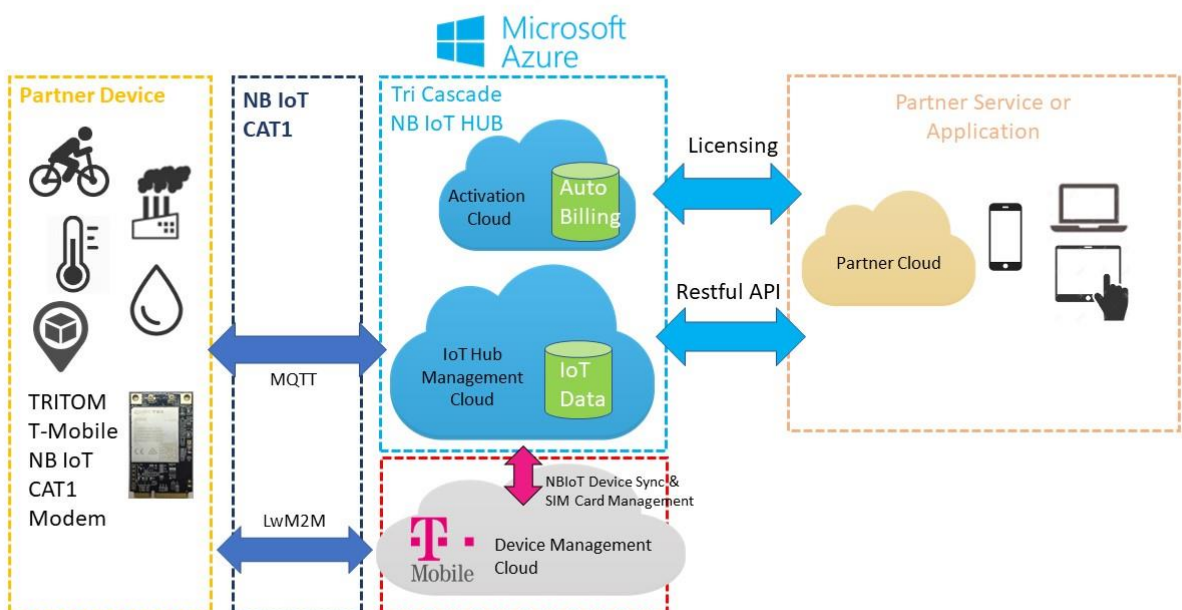 Microsoft
Azure
Partner Device
TRITOM
T-Mobile
NB IoT
CAT1
Modem
NB IoT
CAT1
MQTT
LwM2M
Tri Cascade
NB IoT HUB
Activation
Cloud
Auto
Billing
IoT Hub
Management
Cloud
IoT
Data
NBIoT Device Sync &
SIM Card Management
T
Mobile
Device Management
Cloud
Licensing
Restful API
Partner Service or
Application
Partner Cloud